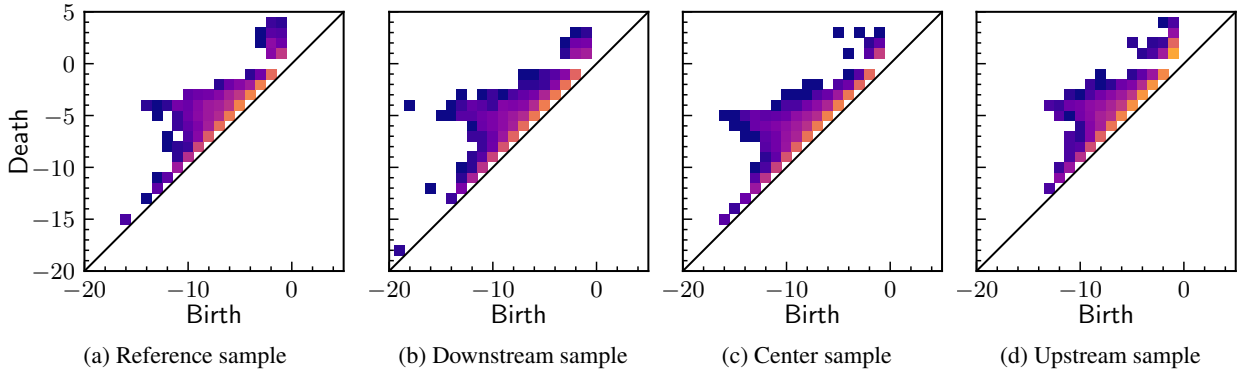 5
0
−5
−10
−15
−20
Death
−20 −10 0 −20 −10 0 −20 −10 0 −20 −10 0
Birth Birth Birth Birth
(a) Reference sample (b) Downstream sample (c) Center sample (d) Upstream sample